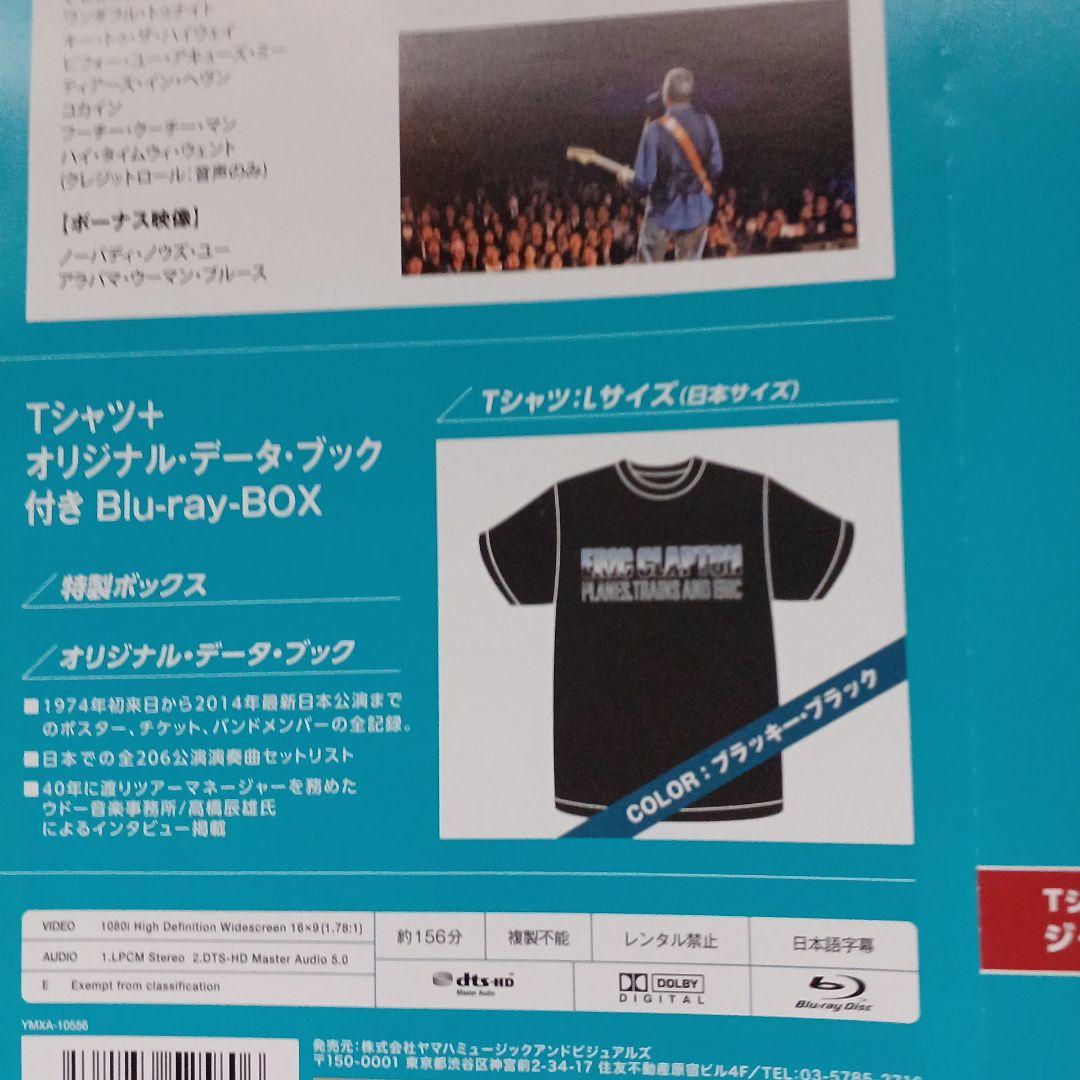 ワンダフル・トゥナイト
キー・トゥ・ザ・ハイウェイ
ビフォー・ユー・アキューズ・ミー
ティアーズ・イン・ヘヴン
コカイン
フーチー・クーチー・マン
ハイ・タイム・ウィ・ウェント
(クレジットロール:音声のみ)
【ボーナス映像】
ノーバディ・ノウズ・ユー
アラバマ・ウーマン・ブルース
Tシャツ+
オリジナル・データ・ブック
付き Blu-ray-BOX
特製ボックス
オリジナル・データ・ブック
■1974年初来日から2014年最新日本公演まで
のポスター、チケット、バンドメンバーの全記録。
■日本での全206公演演奏曲セットリスト
■40年に渡りツアーマネージャーを務めた
ウドー音楽事務所/高橋辰雄氏
によるインタビュー掲載
Tシャツ:Lサイズ(日本サイズ)
ERIC CLAPTON
PLANES, TRAINS AND ERIC
COLOR:ブラッキー・ブラック
VIDEO 1080i High Definition Widescreen 16×9(1.78:1)
AUDIO 1.LPCM Stereo 2.DTS-HD Master Audio 5.0
E Exempt from classification
約156分
複製不能
レンタル禁止
日本語字幕
dts-HD
Master Audio
DOLBY
DIGITAL
Blu-ray Disc
YMXA-10556
発売元:株式会社ヤマハミュージックアンドビジュアルズ
〒150-0001 東京都渋谷区神宮前2-34-17 住友不動産原宿ビル4F/TEL:03-5785-